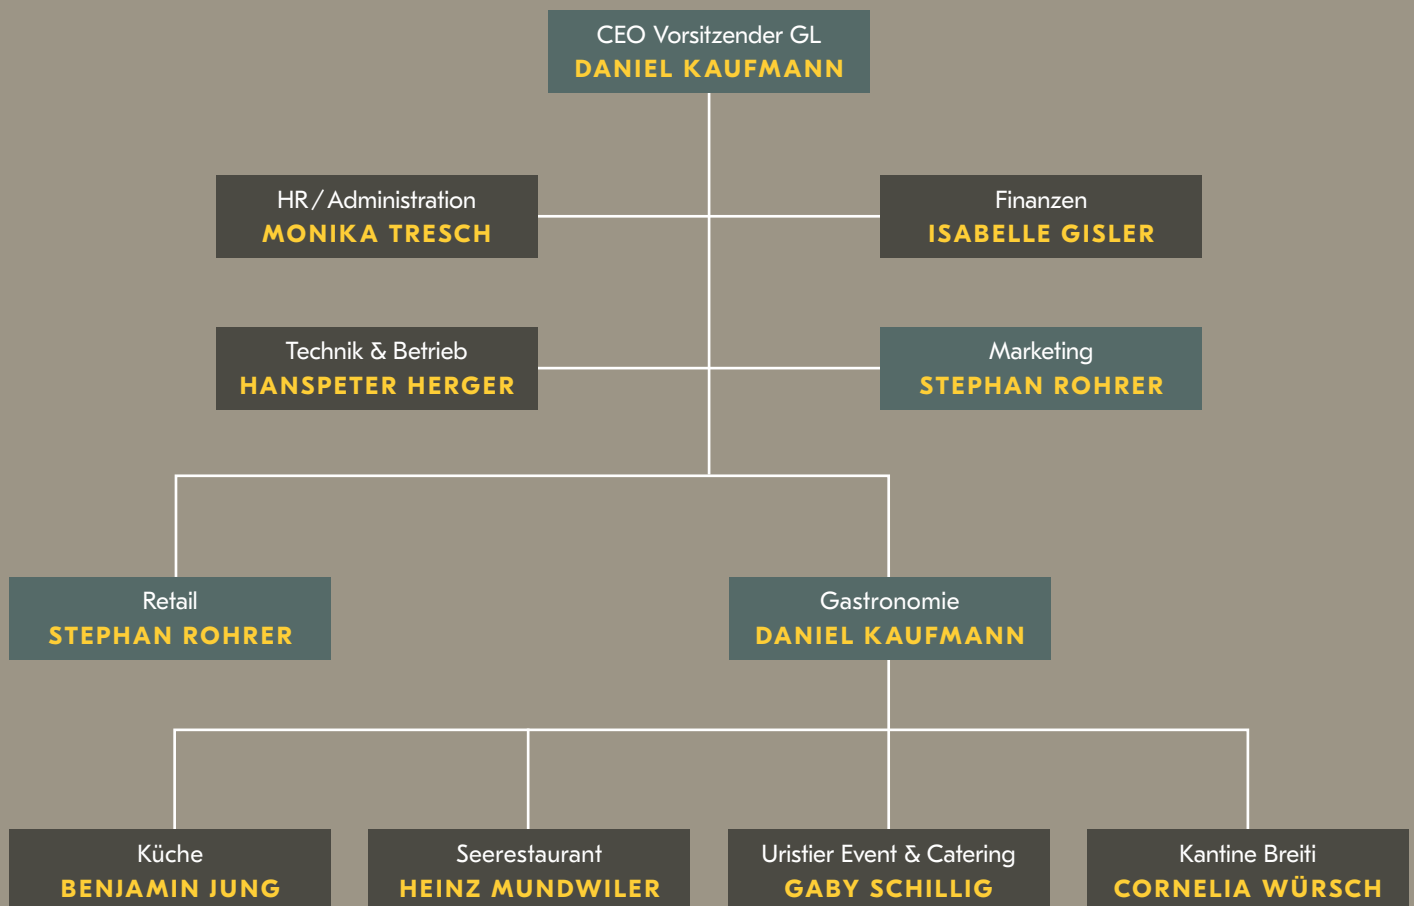 CEO Vorsitzender GL
DANIEL KAUFMANN
HR / Administration
MONIKA TRESCH
Finanzen
ISABELLE GISLER
Technik & Betrieb
HANSPETER HERGER
Marketing
STEPHAN ROHRER
Retail
STEPHAN ROHRER
Gastronomie
DANIEL KAUFMANN
Küche
BENJAMIN JUNG
Seerestaurant
HEINZ MUNDWILER
Uristier Event & Catering
GABY SCHILLIG
Kantine Breiti
CORNELIA WÜRSCH